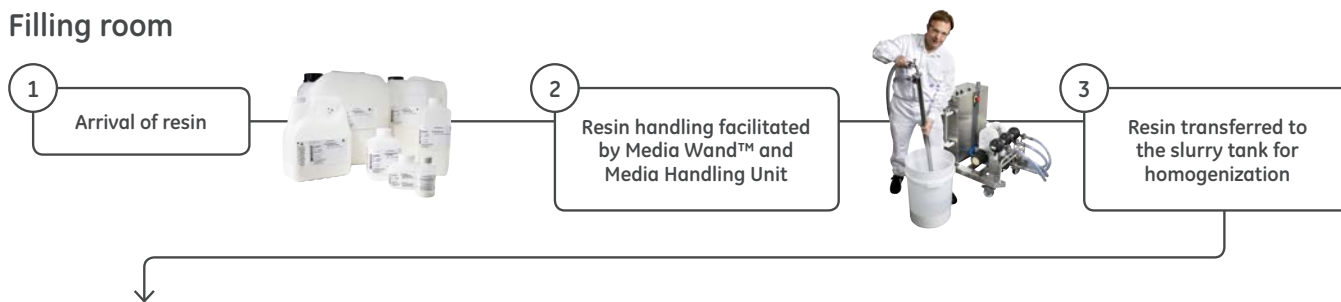 Filling room
1
Arrival of resin
2
Resin handling facilitated
by Media Wand™ and
Media Handling Unit
3
Resin transferred to
the slurry tank for
homogenization